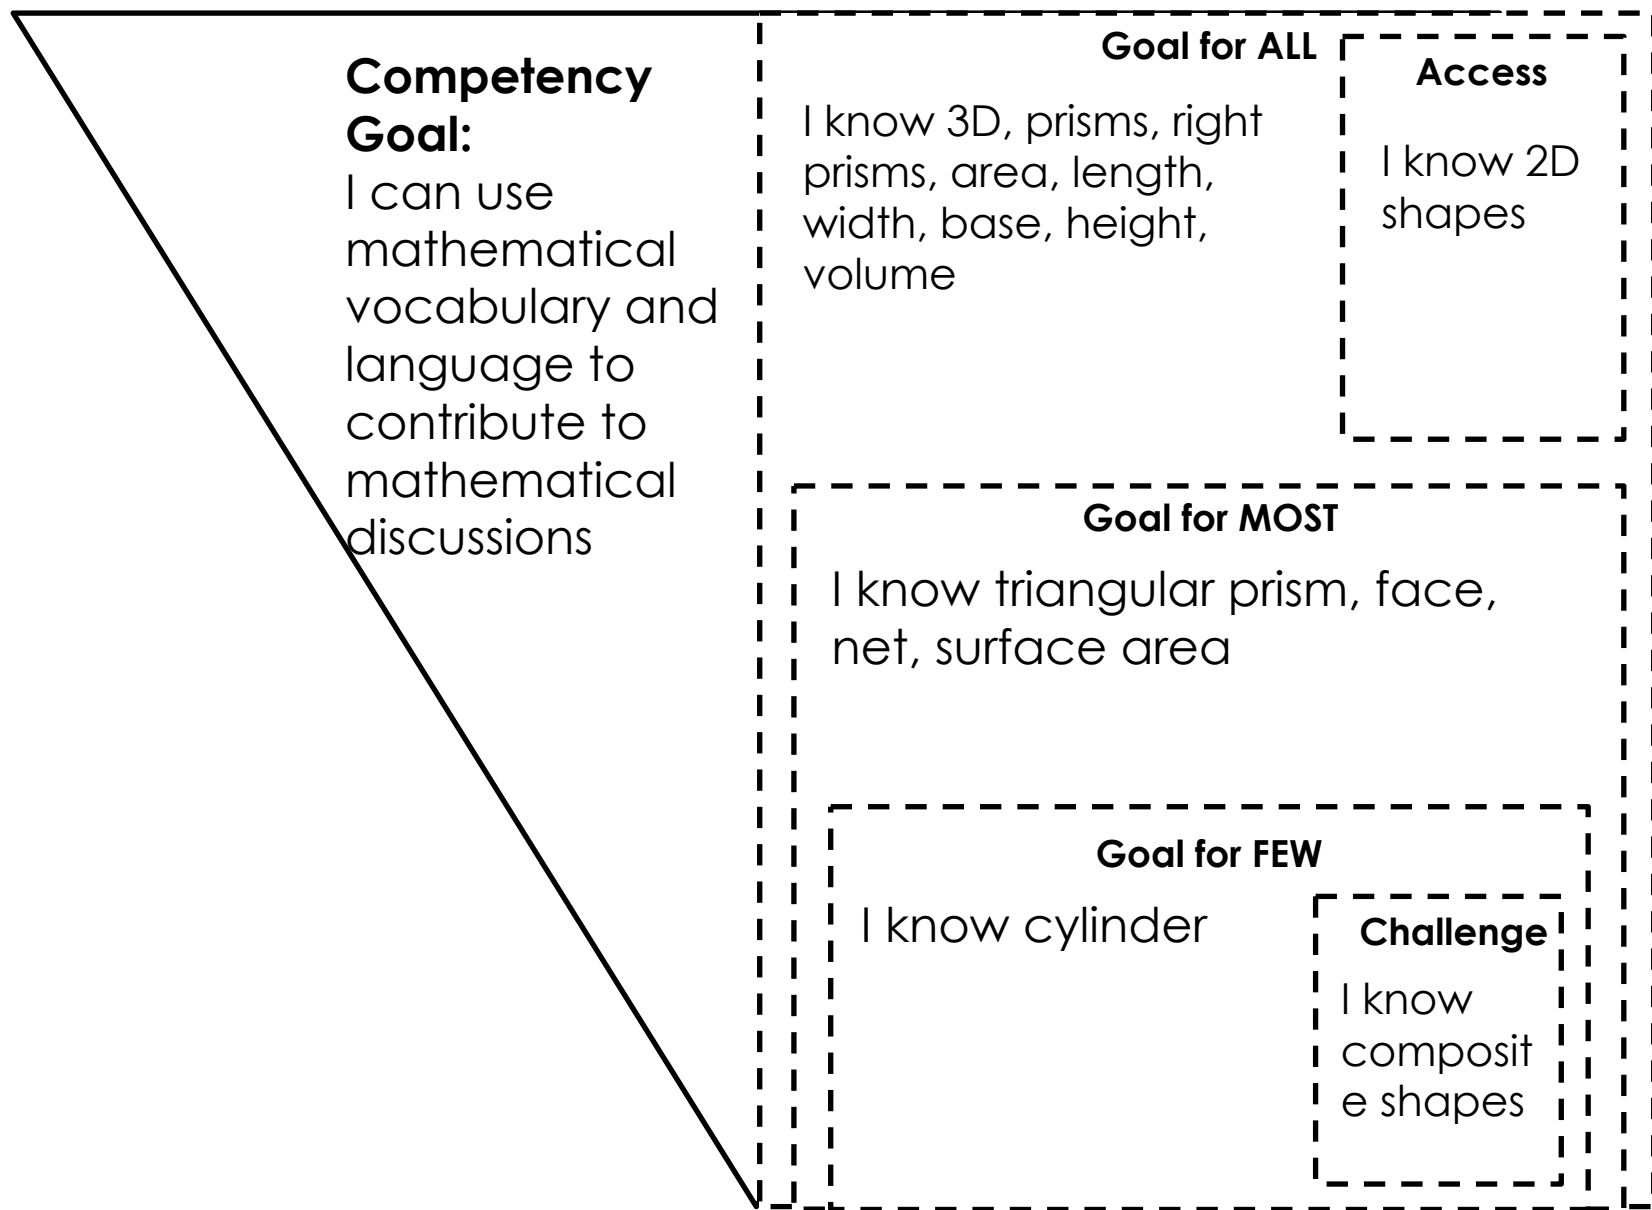 Competency
Goal:
I can use
mathematical
vocabulary and
language to
contribute to
mathematical
discussions
Goal for ALL
I know 3D, prisms, right
prisms, area, length,
width, base, height,
volume
Access
I know 2D
shapes
Goal for MOST
I know triangular prism, face,
net, surface area
Goal for FEW
I know cylinder
Challenge
I know
composit
e shapes